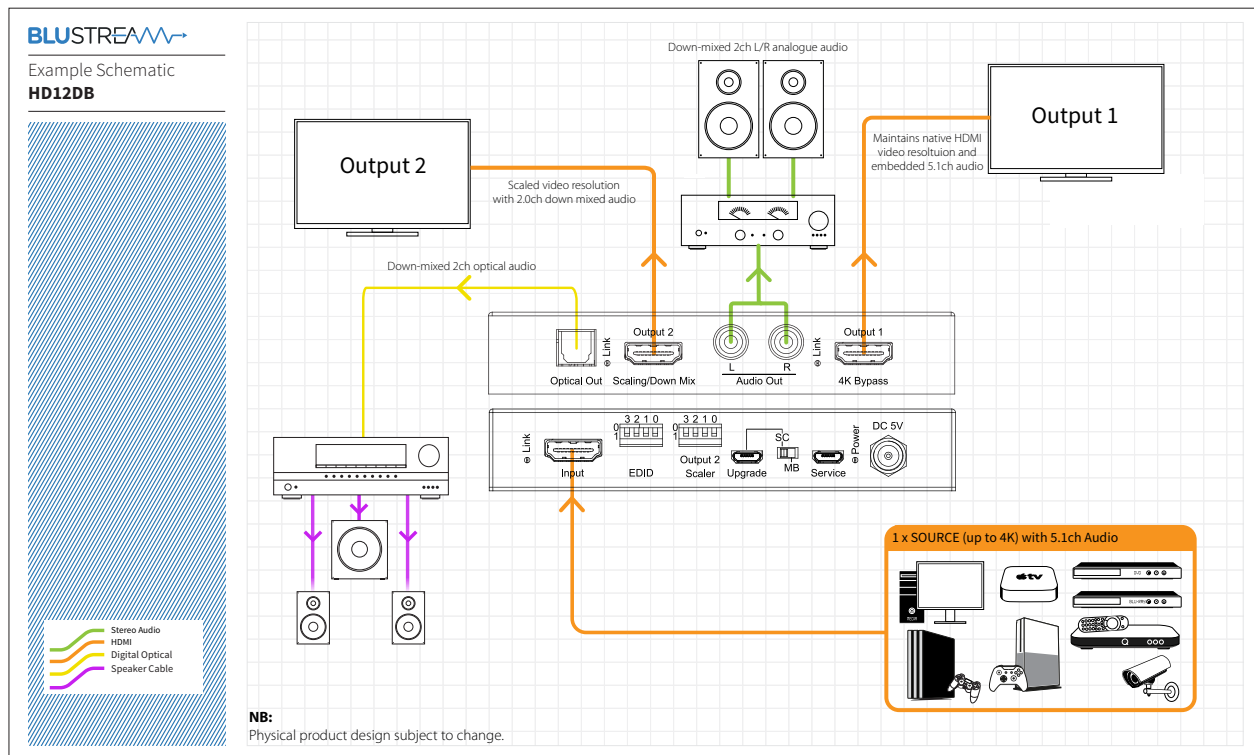 BLUSTREAM
Example Schematic
HD12DB
Down-mixed 2ch L/R analogue audio
Output 2
Output 1
Maintains native HDMI
video resoltuion and
embedded 5.1ch audio
Scaled video resolution
with 2.0ch down mixed audio
Down-mixed 2ch optical audio
Optical Out
Link
Output 2
Scaling/Down Mix
L
R
Audio Out
Link
Output 1
4K Bypass
Link
Input
3 2 1 0
0
1
EDID
3 2 1 0
0
1
Output 2
Scaler
Upgrade
SC
MB
Service
Power
DC 5V
1 x SOURCE (up to 4K) with 5.1ch Audio
tv
DVD
BLU-RAY
MEDIA
Q
Stereo Audio
HDMI
Digital Optical
Speaker Cable
NB:
Physical product design subject to change.